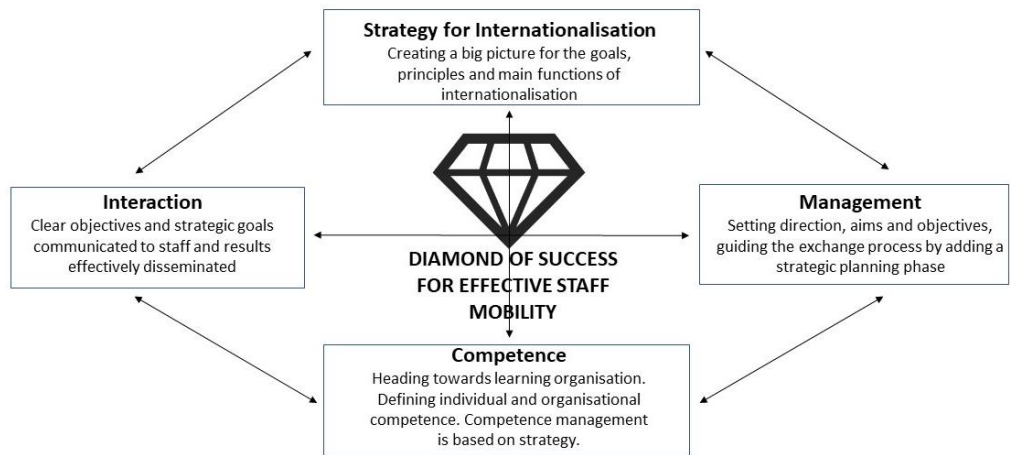 Strategy for Internationalisation
Creating a big picture for the goals,
principles and main functions of
internationalisation
Interaction
Clear objectives and strategic goals
communicated to staff and results
effectively disseminated
Management
Setting direction, aims and objectives,
guiding the exchange process by adding a
strategic planning phase
DIAMOND OF SUCCESS
FOR EFFECTIVE STAFF
MOBILITY
Competence
Heading towards learning organisation.
Defining individual and organisational
competence. Competence management
is based on strategy.